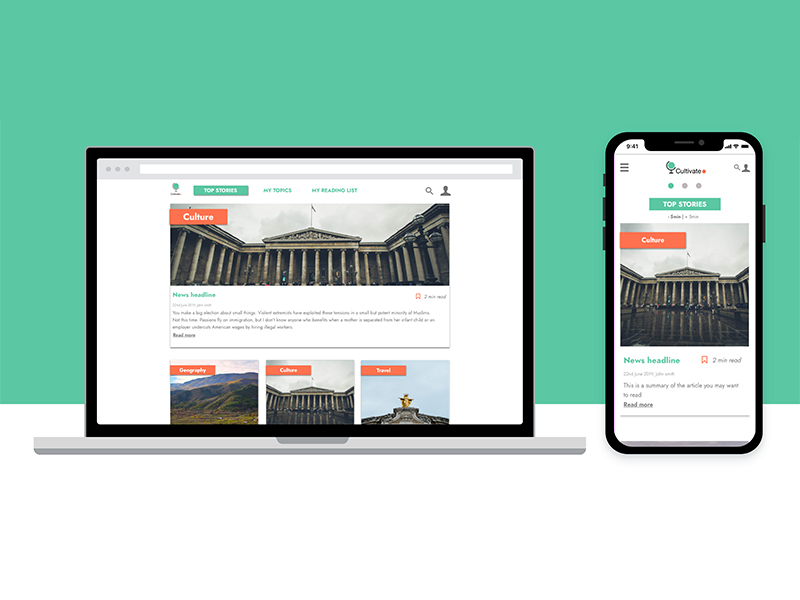 TOP STORIES
MY TOPICS
MY READING LIST
Culture
News headline
2 min read
22nd June 2019, John smith
You make a big election about small things. Violent extremists have exploited these tensions in a small but potent minority of Muslims.
Not this time. Passions fly on immigration, but I don't know anyone who benefits when a mother is separated from her infant child or an
employer undercuts American wages by hiring illegal workers.
Read more
Geography
Culture
Travel
9:41
Cultivate
TOP STORIES
- 5min | + 5min
Culture
News headline
2 min read
22nd June 2019, John smith
This is a summary of the article you may want
to read
Read more